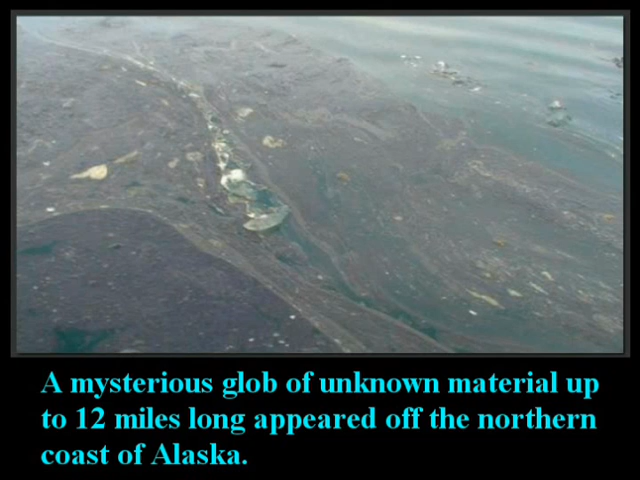 A mysterious glob of unknown material up
to 12 miles long appeared off the northern
coast of Alaska.